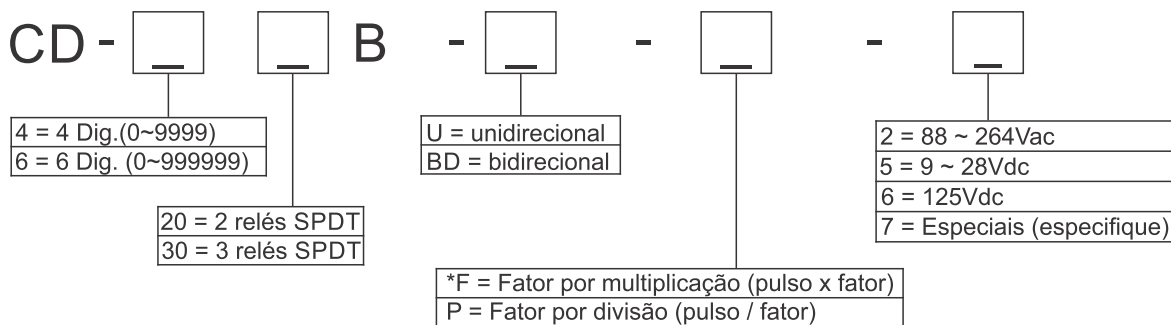 CD - _ _ B - _ - _ - _
4 = 4 Dig.(0~9999)
6 = 6 Dig. (0~999999)
20 = 2 relés SPDT
30 = 3 relés SPDT
U = unidirecional
BD = bidirecional
*F = Fator por multiplicação (pulso x fator)
P = Fator por divisão (pulso / fator)
2 = 88 ~ 264Vac
5 = 9 ~ 28Vdc
6 = 125Vdc
7 = Especiais (especifique)